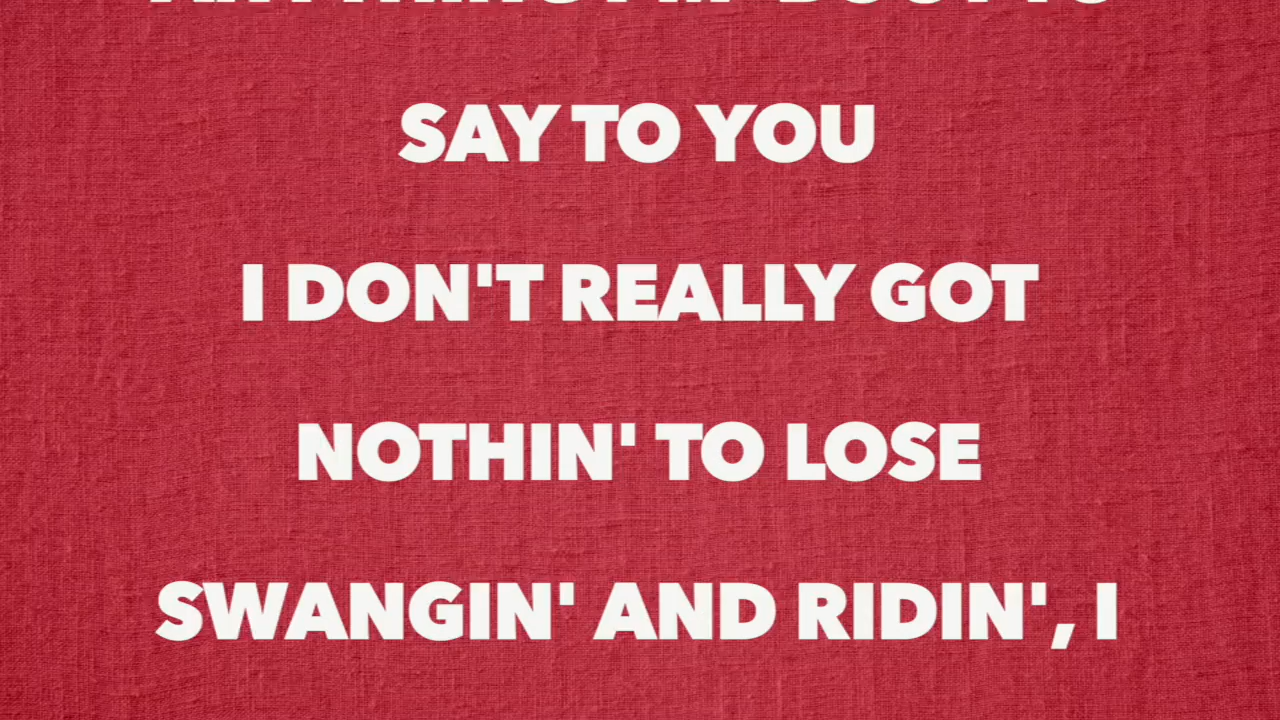 SAY TO YOU
I DON'T REALLY GOT
NOTHIN' TO LOSE
SWANGIN' AND RIDIN', I